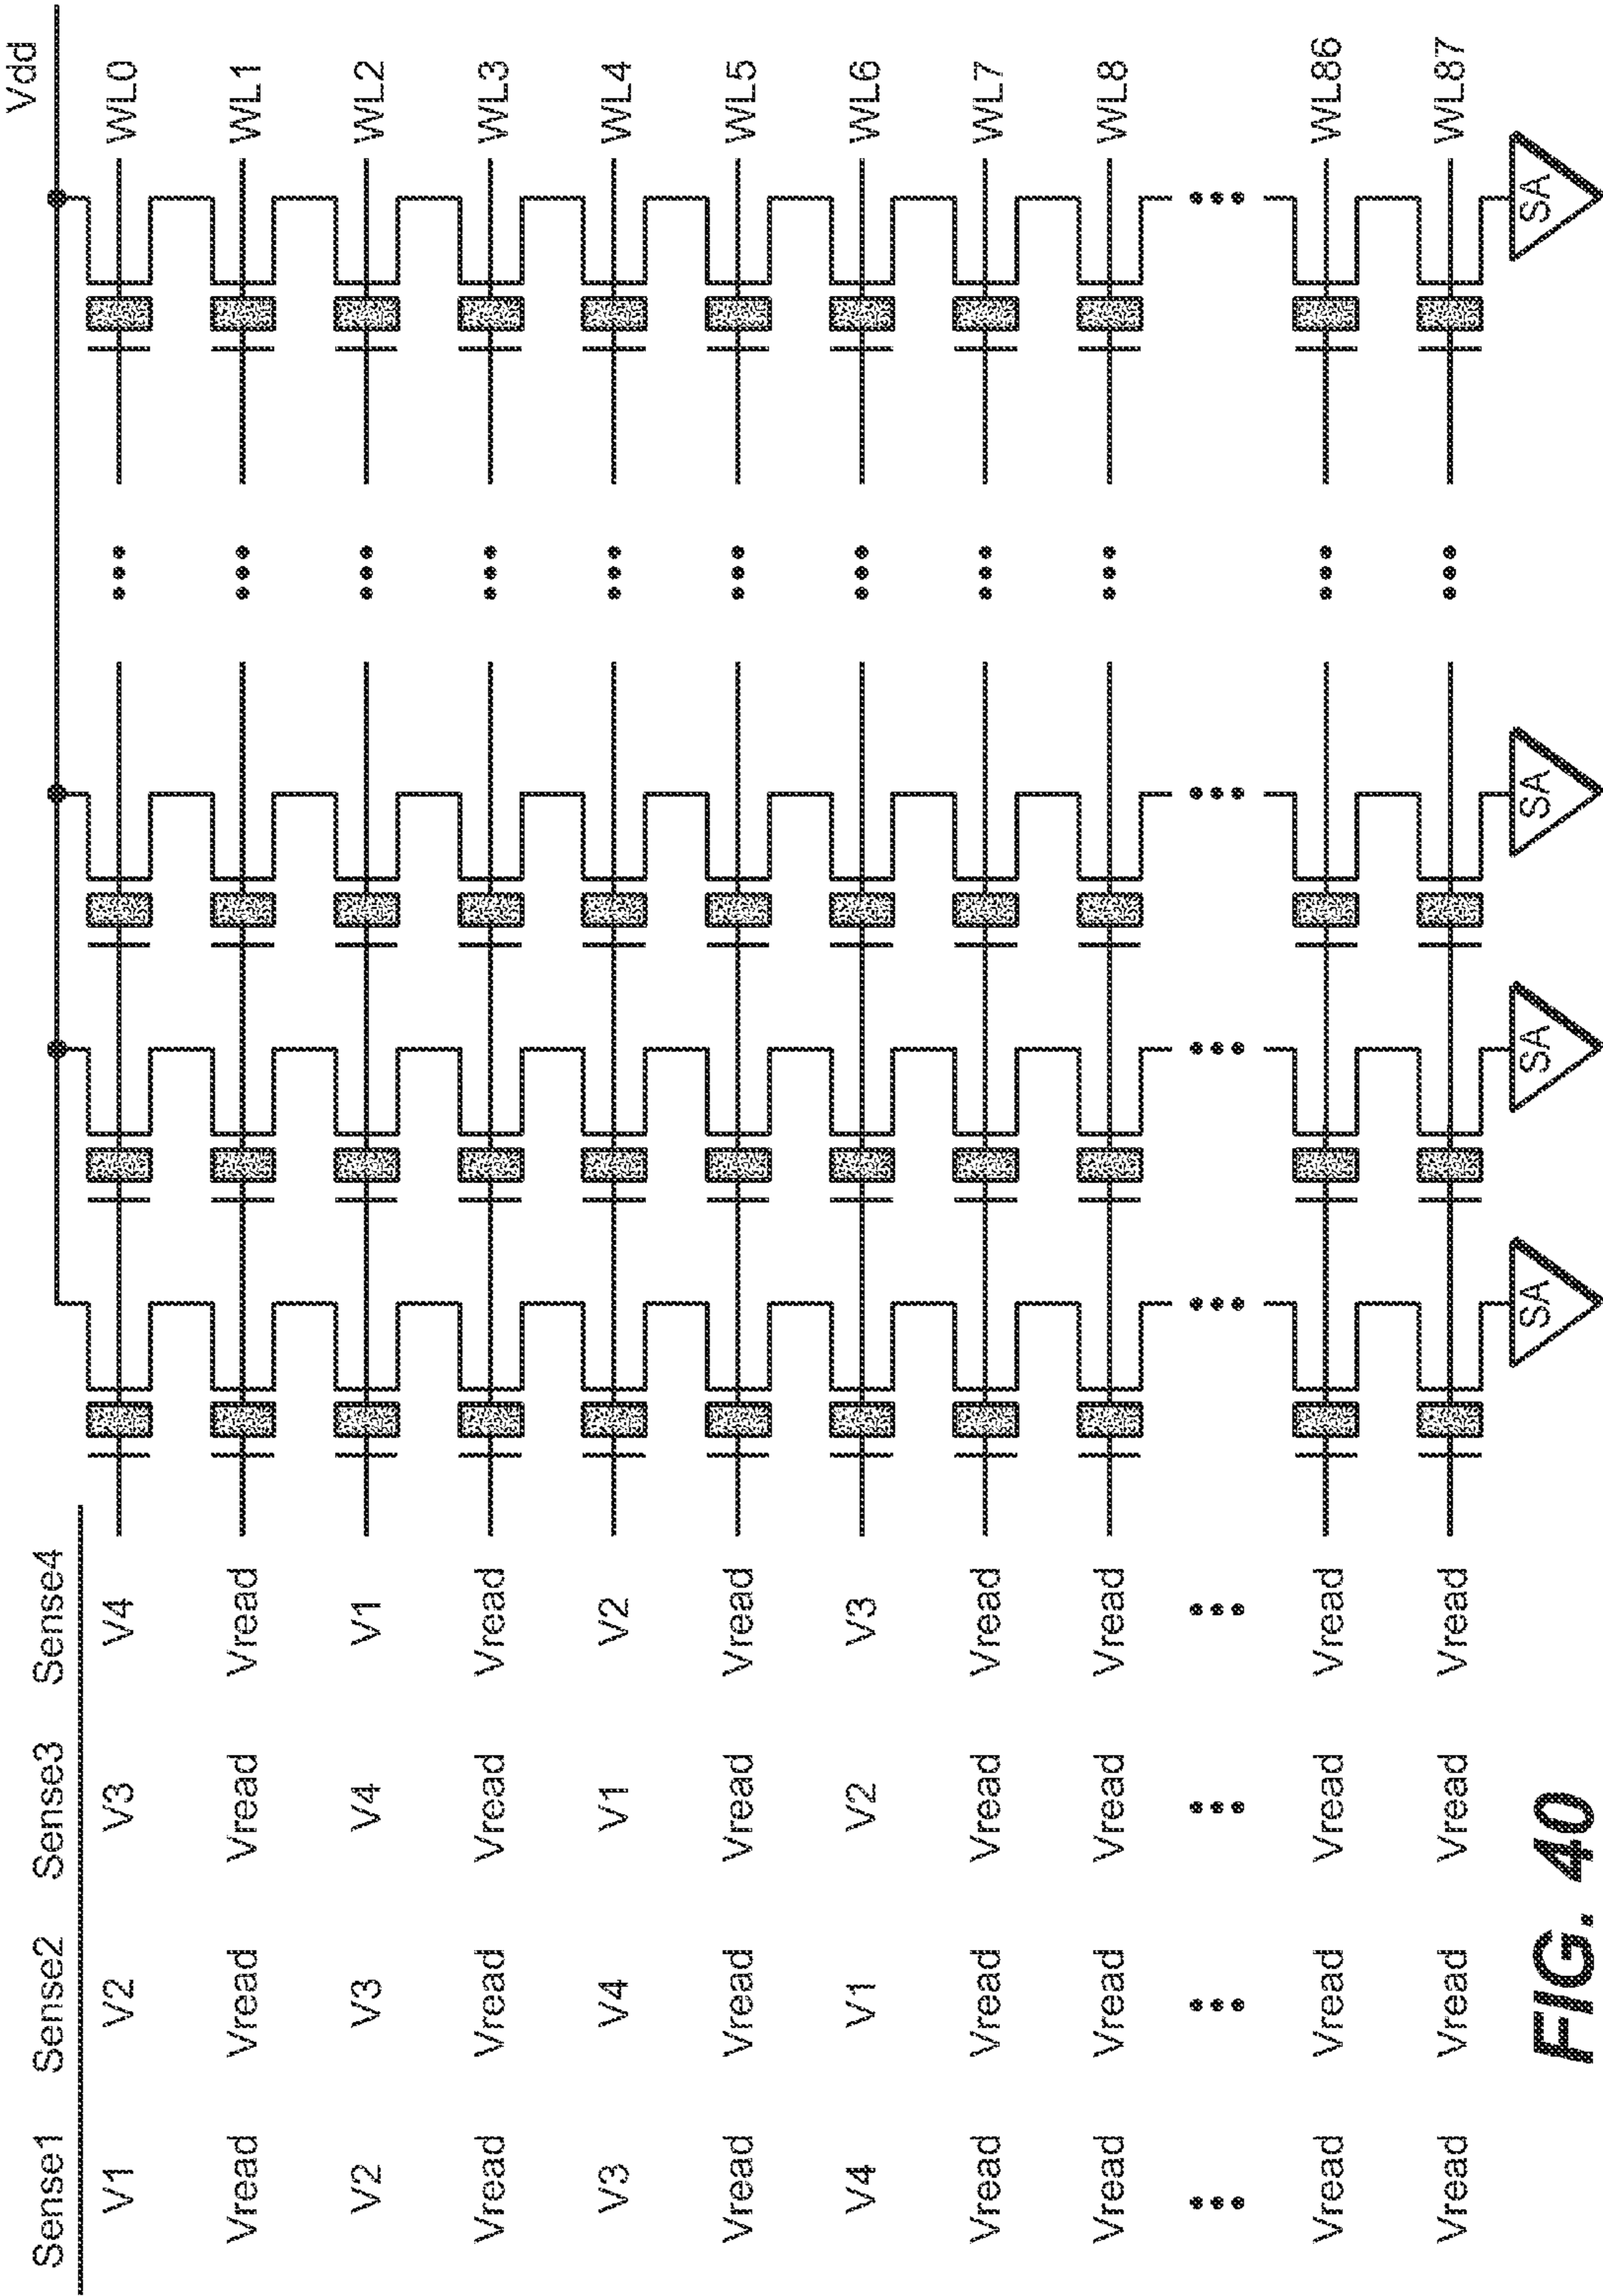 Vdd
Sense1 Sense2 Sense3 Sense4
V1 V2 V3 V4 WL0
Vread Vread Vread Vread WL1
V2 V3 V4 V1 WL2
Vread Vread Vread Vread WL3
V3 V4 V1 V2 WL4
Vread Vread Vread Vread WL5
V4 V1 V2 V3 WL6
Vread Vread Vread Vread WL7
Vread Vread Vread Vread WL8
Vread Vread Vread Vread WL86
Vread Vread Vread Vread WL87
SA SA SA SA
FIG. 40